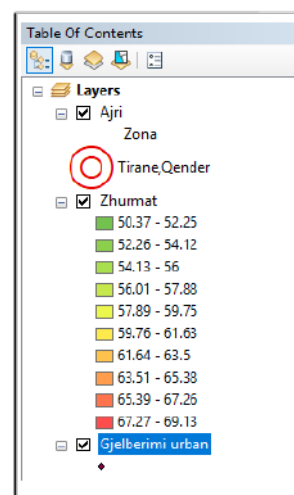 Table Of Contents
Layers
Ajri
Zona
Tirane,Qender
Zhurmat
50.37 - 52.25
52.26 - 54.12
54.13 - 56
56.01 - 57.88
57.89 - 59.75
59.76 - 61.63
61.64 - 63.5
63.51 - 65.38
65.39 - 67.26
67.27 - 69.13
Gjelberimi urban